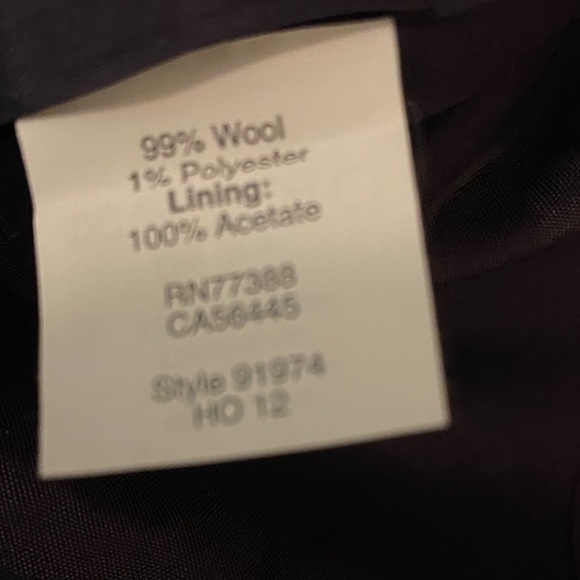 99% Wool
1% Polyester
Lining:
100% Acetate
RN77388
CA56445
Style 91974
HO 12